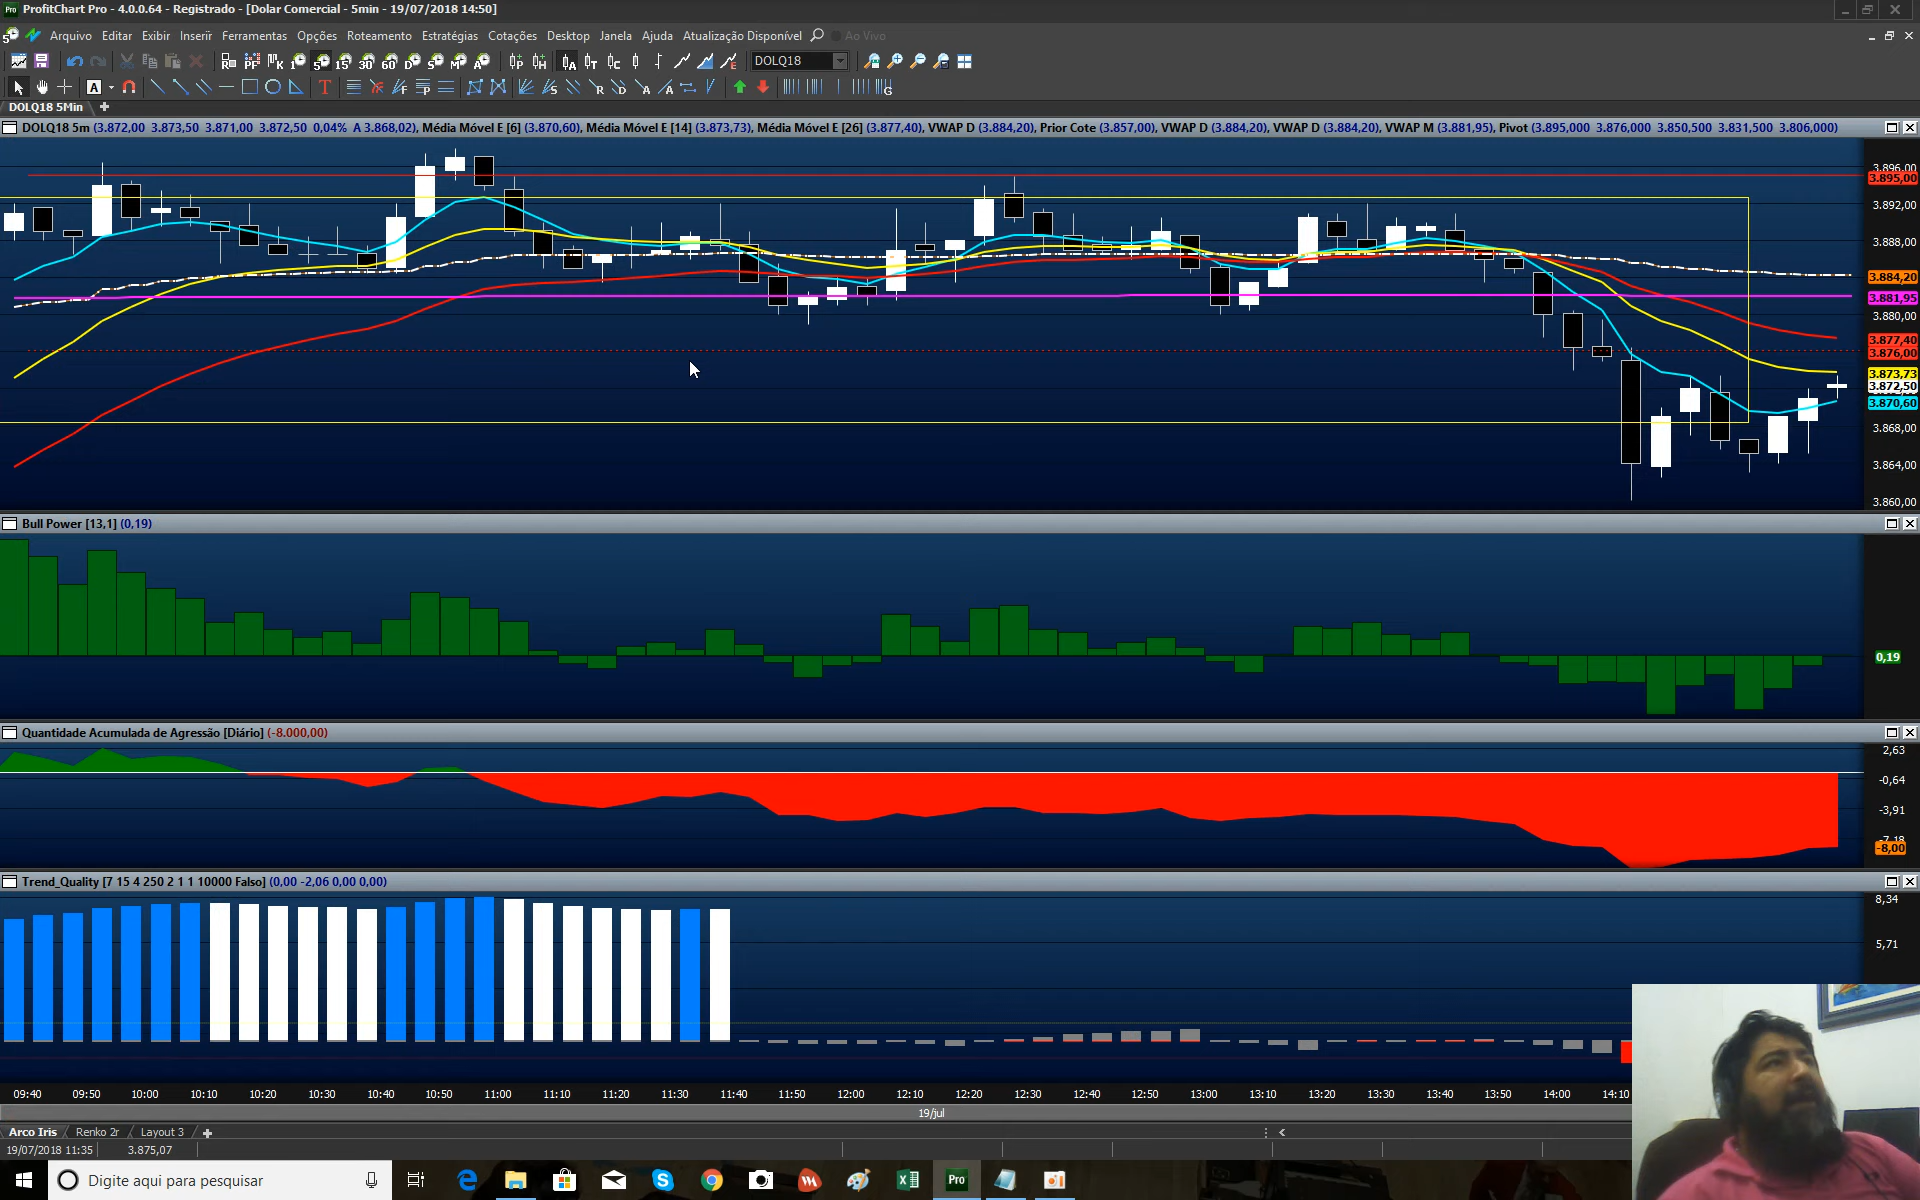 ProfitChart Pro - 4.0.0.64 - Registrado - [Dolar Comercial - 5min - 19/07/2018 14:50]
Arquivo Editar Exibir Inserir Ferramentas Opções Roteamento Estratégias Cotações Desktop Janela Ajuda Atualização Disponível Ao Vivo
DOLQ18
DOLQ18 5Min
DOLQ18 5m (3.872,00 3.873,50 3.871,00 3.872,50 0,04% A 3.868,02), Média Móvel E [6] (3.870,60), Média Móvel E [14] (3.873,73), Média Móvel E [26] (3.877,40), VWAP D (3.884,20), Prior Cote (3.857,00), VWAP D (3.884,20), VWAP D (3.884,20), VWAP M (3.881,95), Pivot (3.895,000 3.876,000 3.850,500 3.831,500 3.806,000)
3.896,00
3.895,00
3.892,00
3.888,00
3.884,20
3.881,95
3.880,00
3.877,40
3.876,00
3.873,73
3.872,50
3.870,60
3.868,00
3.864,00
3.860,00
Bull Power [13,1] (0,19)
0,19
Quantidade Acumulada de Agressão [Diário] (-8.000,00)
2,63
-0,64
-3,91
-7,18
-8,00
Trend_Quality [7 15 4 250 2 1 1 10000 Falso] (0,00 -2,06 0,00 0,00)
8,34
5,71
09:40 09:50 10:00 10:10 10:20 10:30 10:40 10:50 11:00 11:10 11:20 11:30 11:40 11:50 12:00 12:10 12:20 12:30 12:40 12:50 13:00 13:10 13:20 13:30 13:40 13:50 14:00 14:10
19/jul
Arco Iris Renko 2r Layout 3
19/07/2018 11:35 3.875,07
Digite aqui para pesquisar
Pro